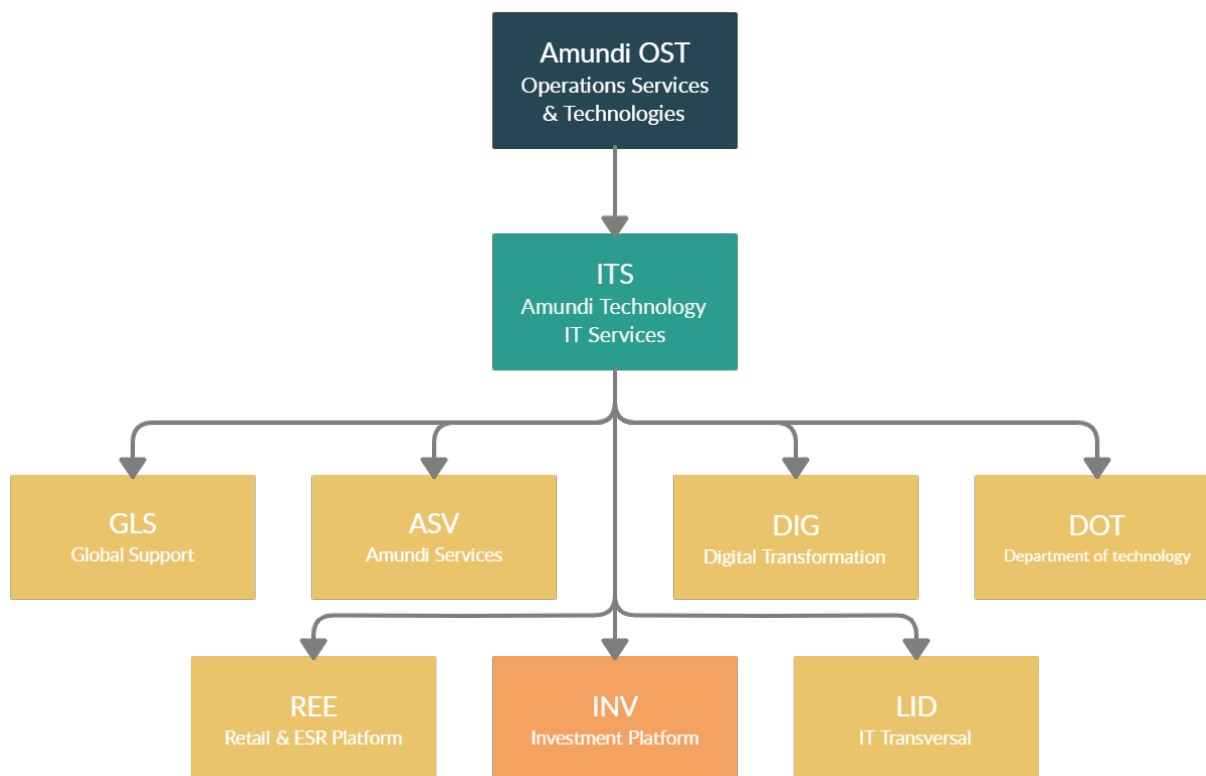 Amundi OST
Operations Services
& Technologies
ITS
Amundi Technology
IT Services
GLS
Global Support
ASV
Amundi Services
DIG
Digital Transformation
DOT
Department of technology
REE
Retail & ESR Platform
INV
Investment Platform
LID
IT Transversal